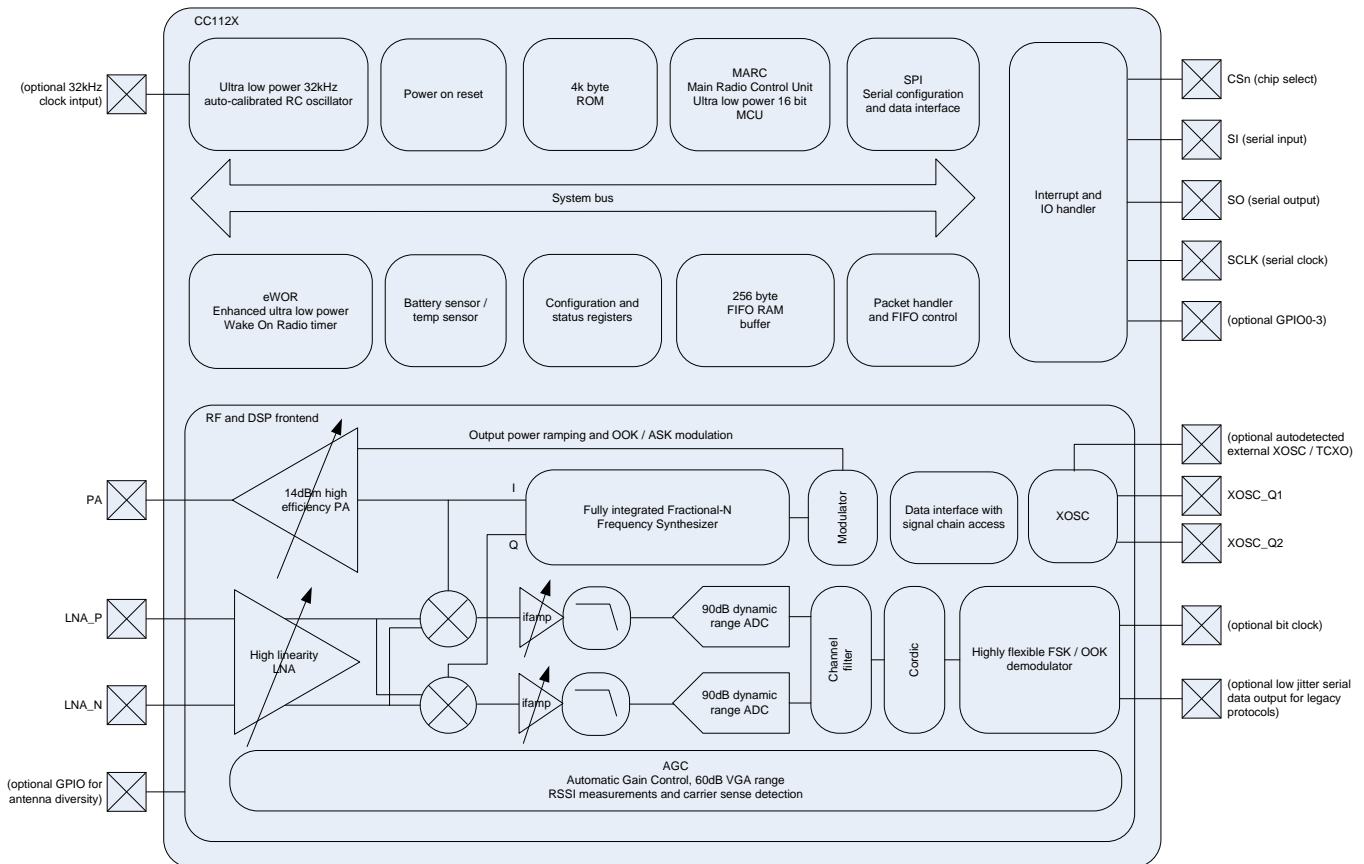 CC112X
(optional 32kHz
clock intput)
Ultra low power 32kHz
auto-calibrated RC oscillator
Power on reset
4k byte
ROM
MARC
Main Radio Control Unit
Ultra low power 16 bit
MCU
SPI
Serial configuration
and data interface
Interrupt and
IO handler
CSn (chip select)
SI (serial input)
SO (serial output)
SCLK (serial clock)
(optional GPIO0-3)
System bus
eWOR
Enhanced ultra low power
Wake On Radio timer
Battery sensor /
temp sensor
Configuration and
status registers
256 byte
FIFO RAM
buffer
Packet handler
and FIFO control
RF and DSP frontend
Output power ramping and OOK / ASK modulation
PA
14dBm high
efficiency PA
I
Q
Fully integrated Fractional-N
Frequency Synthesizer
Modulator
Data interface with
signal chain access
XOSC
(optional autodetected
external XOSC / TCXO)
XOSC_Q1
XOSC_Q2
LNA_P
LNA_N
High linearity
LNA
ifamp
ifamp
90dB dynamic
range ADC
90dB dynamic
range ADC
Channel
filter
Cordic
Highly flexible FSK / OOK
demodulator
(optional bit clock)
(optional low jitter serial
data output for legacy
protocols)
(optional GPIO for
antenna diversity)
AGC
Automatic Gain Control, 60dB VGA range
RSSI measurements and carrier sense detection